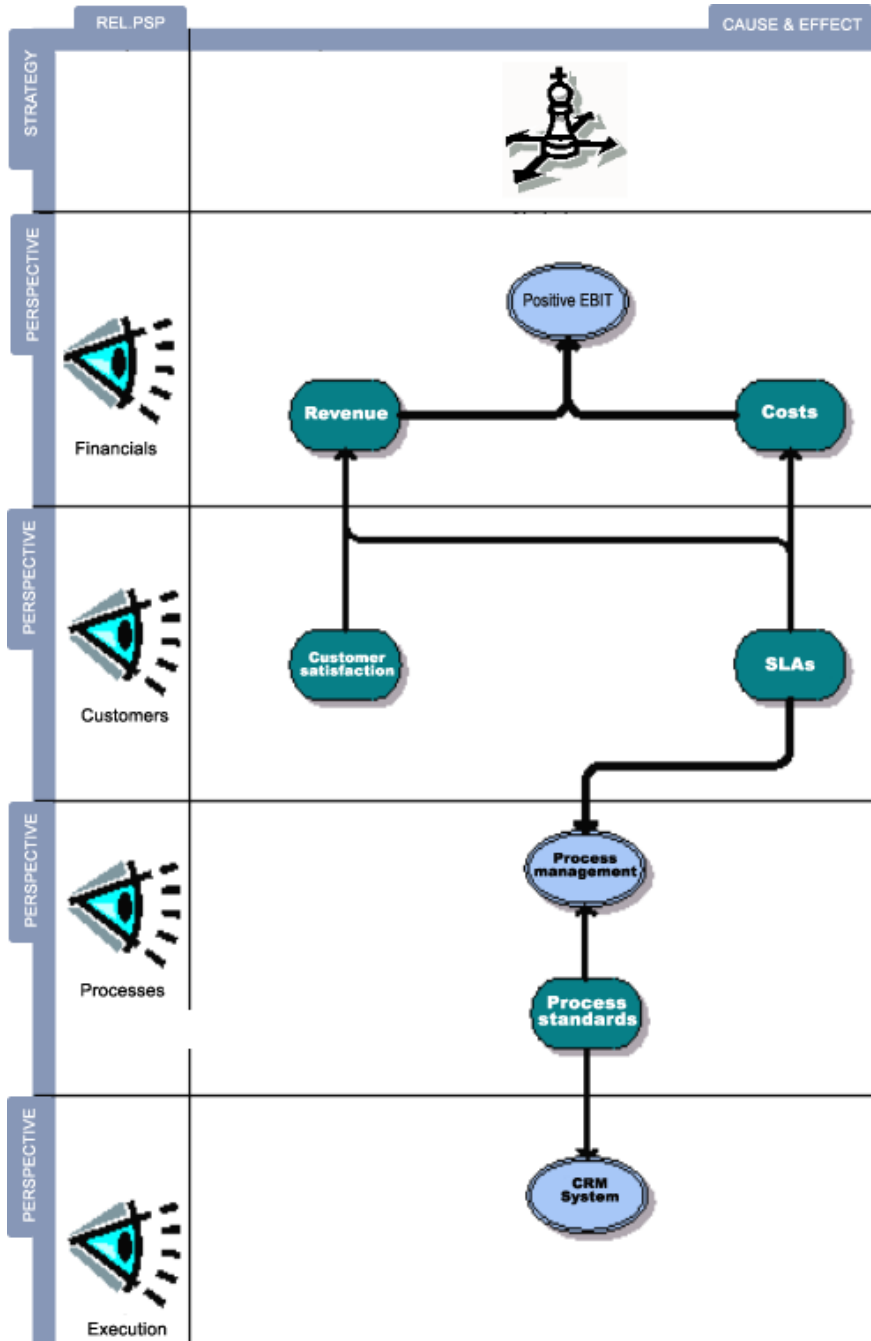 REL.PSP
CAUSE & EFFECT
STRATEGY
PERSPECTIVE
Positive EBIT
Revenue
Costs
Financials
PERSPECTIVE
Customer
satisfaction
SLAs
Customers
PERSPECTIVE
Process
management
Processes
Process
standards
PERSPECTIVE
CRM
System
Execution